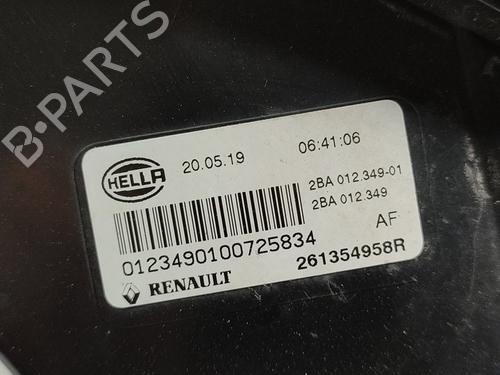 B-PARTS
HELLA
20.05.19 06:41:06
2BA 012.349-01
2BA 012.349
AF
0123490100725834
RENAULT 261354958R